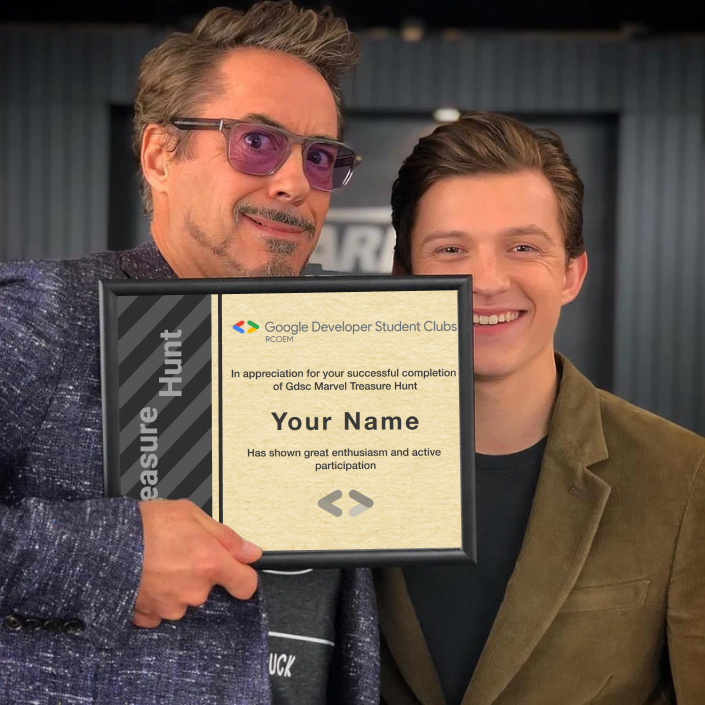 Treasure Hunt
Google Developer Student Clubs
RCOEM
In appreciation for your successful completion
of Gdsc Marvel Treasure Hunt
Your Name
Has shown great enthusiasm and active
participation
UCK